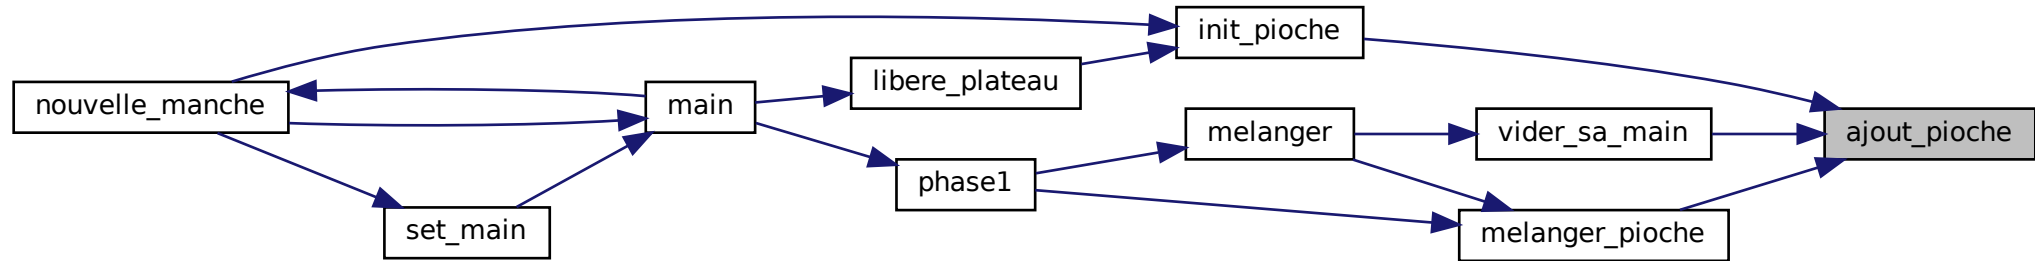 init_pioche
libere_plateau
nouvelle_manche
main
melanger
vider_sa_main
ajout_pioche
phase1
set_main
melanger_pioche